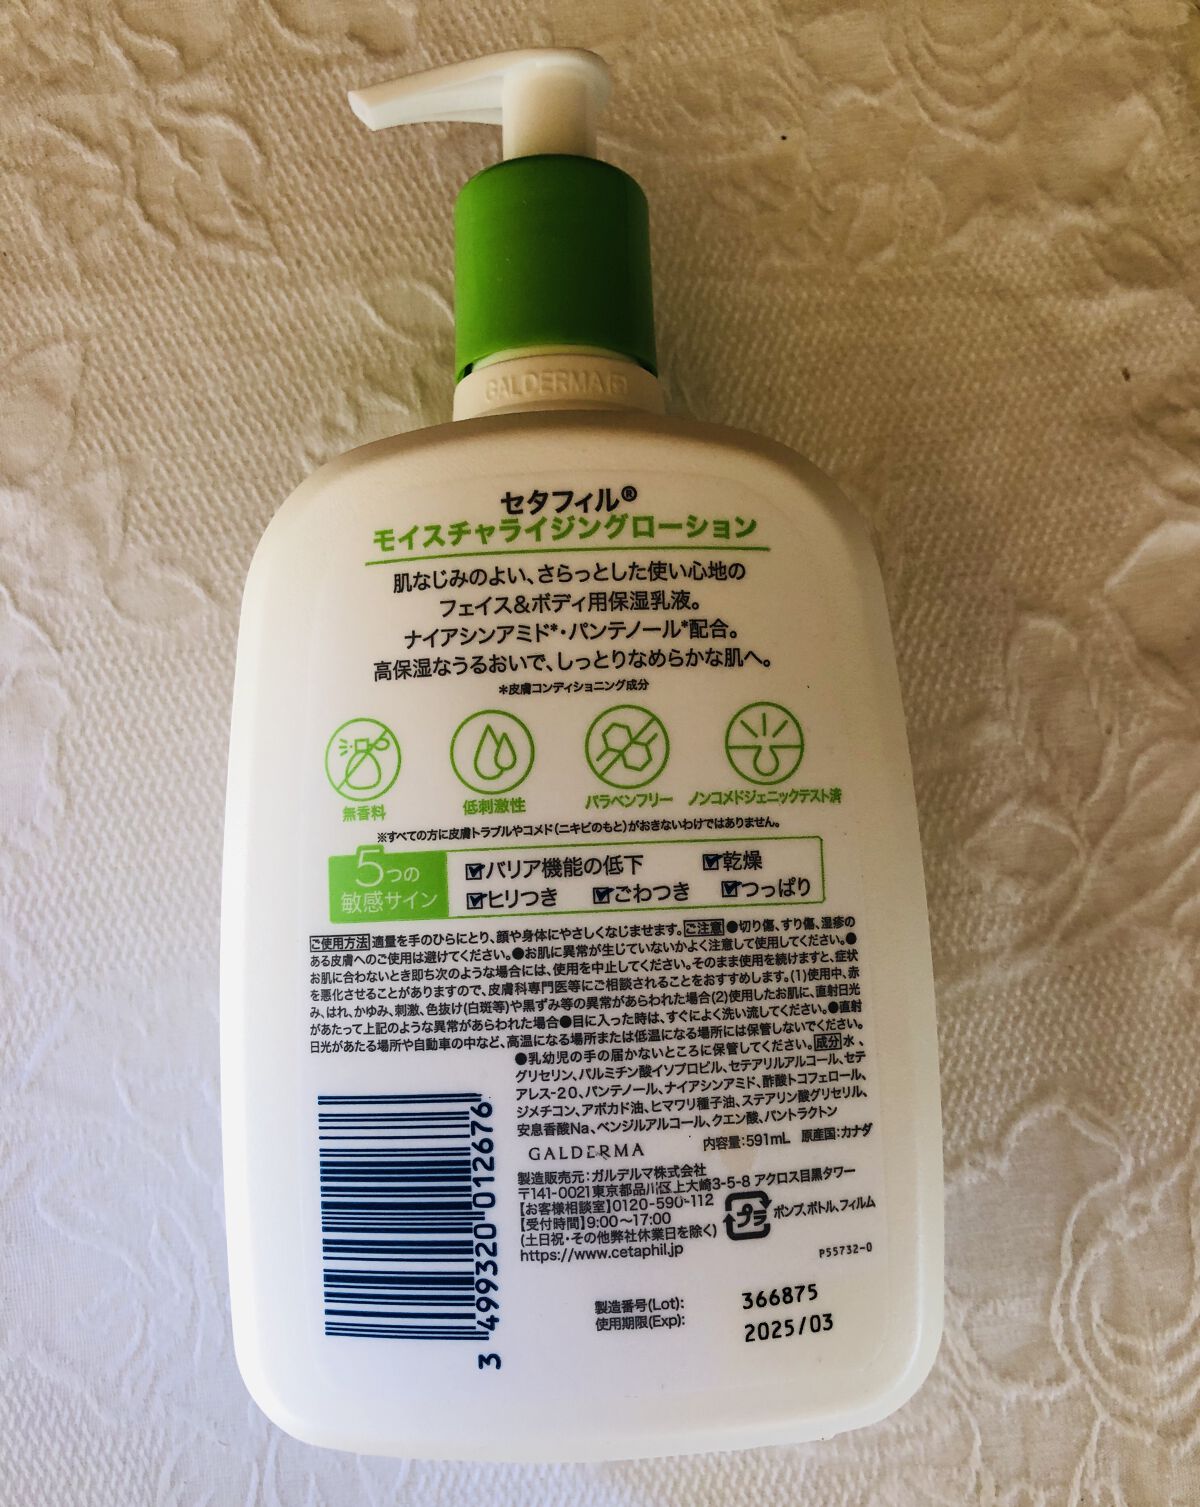 GALDERMA
セタフィル®
モイスチャライジングローション
肌なじみのよい、さらっとした使い心地の
フェイス&ボディ用保湿乳液。
ナイアシンアミド*・パンテノール*配合。
高保湿なうるおいで、しっとりなめらかな肌へ。
*皮膚コンディショニング成分
無香料
低刺激性
パラベンフリー
ノンコメドジェニックテスト済
※すべての方に皮膚トラブルやコメド(ニキビのもと)がおきないわけではありません。
5つの
敏感サイン
バリア機能の低下 乾燥
ヒリつき ごわつき つっぱり
ご使用方法 適量を手のひらにとり、顔や身体にやさしくなじませます。ご注意 ●切り傷、すり傷、湿疹の
ある皮膚へのご使用は避けてください。●お肌に異常が生じていないかよく注意して使用してください。●
お肌に合わないとき即ち次のような場合には、使用を中止してください。そのまま使用を続けますと、症状
を悪化させることがありますので、皮膚科専門医等にご相談されることをおすすめします。(1)使用中、赤
み、はれ、かゆみ、刺激、色抜け(白斑等)や黒ずみ等の異常があらわれた場合(2)使用したお肌に、直射日光
があたって上記のような異常があらわれた場合●目に入った時は、すぐによく洗い流してください。●直射
日光があたる場所や自動車の中など、高温になる場所または低温になる場所には保管しないでください。
●乳幼児の手の届かないところに保管してください。成分 水、
グリセリン、パルミチン酸イソプロピル、セテアリルアルコール、セテ
アレス-20、パンテノール、ナイアシンアミド、酢酸トコフェロール、
ジメチコン、アボカド油、ヒマワリ種子油、ステアリン酸グリセリル、
安息香酸Na、ベンジルアルコール、クエン酸、パントラクトン
GALDERMA 内容量:591mL 原産国:カナダ
製造販売元:ガルデルマ株式会社
〒141-0021東京都品川区上大崎3-5-8 アクロス目黒タワー
【お客様相談室】0120-590-112
【受付時間】9:00~17:00
(土日祝・その他弊社休業日を除く)
https://www.cetaphil.jp
プラ ポンプ、ボトル、フィルム
P55732-0
製造番号(Lot): 366875
使用期限(Exp): 2025/03
3 499320 012676